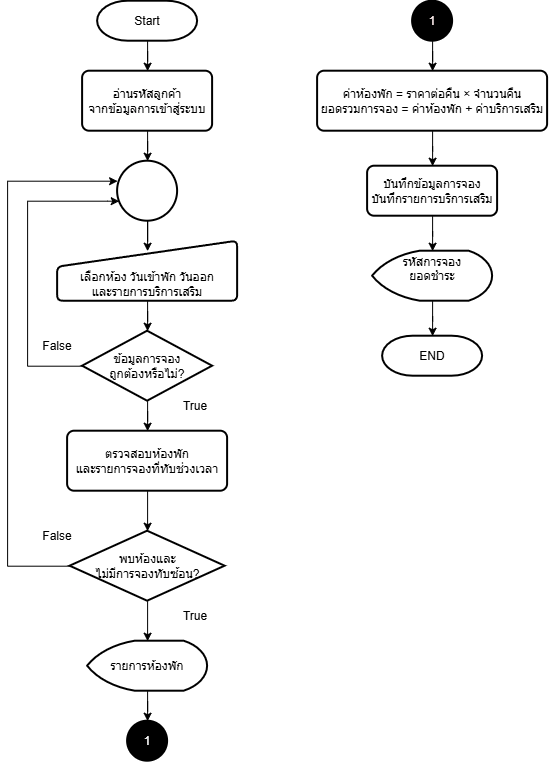 Start
อ่านรหัสลูกค้า
จากข้อมูลการเข้าสู่ระบบ
เลือกห้อง วันเข้าพัก วันออก
และรายการบริการเสริม
ข้อมูลการจอง
ถูกต้องหรือไม่?
False
True
ตรวจสอบห้องพัก
และรายการจองที่ทับช่วงเวลา
พบห้องและ
ไม่มีการจองทับซ้อน?
False
True
รายการห้องพัก
1
1
ค่าห้องพัก = ราคาต่อคืน × จำนวนคืน
ยอดรวมการจอง = ค่าห้องพัก + ค่าบริการเสริม
บันทึกข้อมูลการจอง
บันทึกรายการบริการเสริม
รหัสการจอง
ยอดชำระ
END